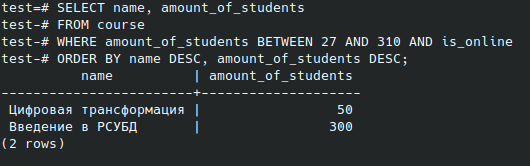 test=# SELECT name, amount_of_students
test-# FROM course
test-# WHERE amount_of_students BETWEEN 27 AND 310 AND is_online
test-# ORDER BY name DESC, amount_of_students DESC;
          name          | amount_of_students
------------------------+--------------------
 Цифровая трансформация |                 50
 Введение в РСУБД       |                300
(2 rows)